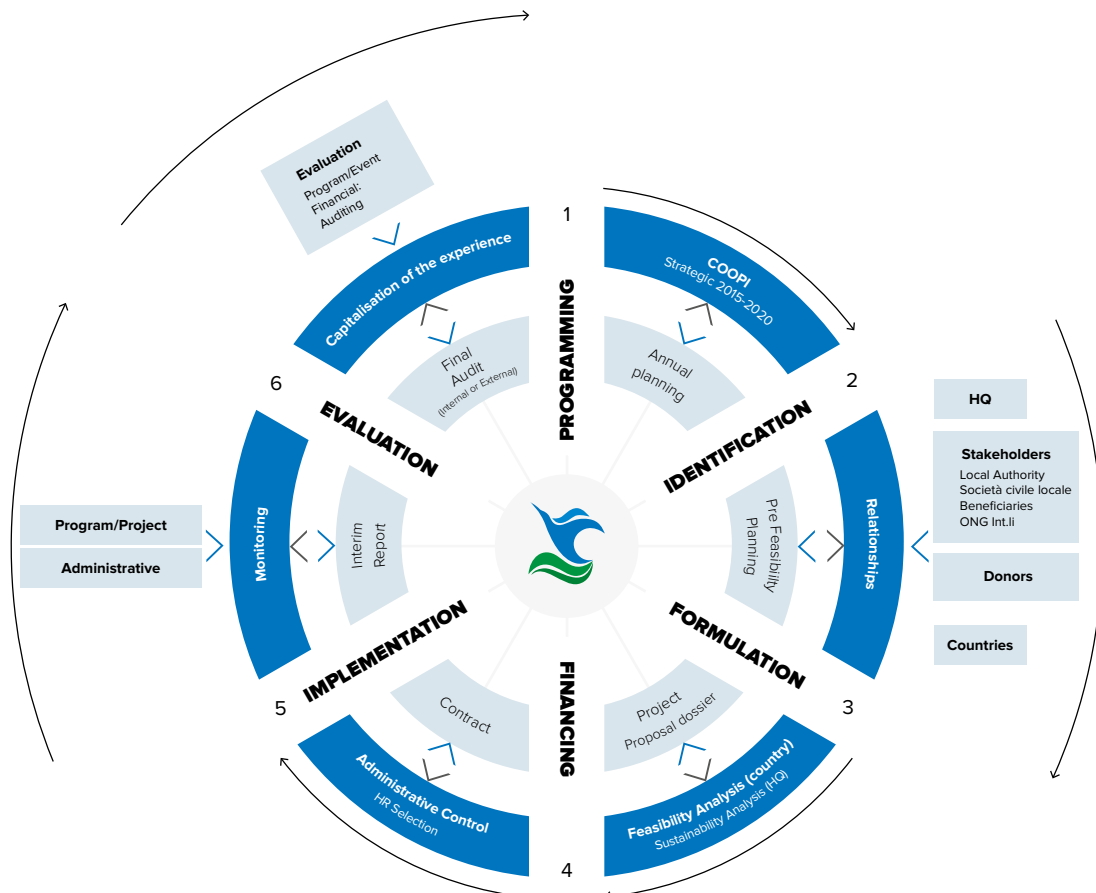 Evaluation
Program/Event
Financial:
Auditing
1
PROGRAMMING
COOPI
Strategic 2015-2020
Annual
planning
2
IDENTIFICATION
HQ
Stakeholders
Local Authority
Società civile locale
Beneficiaries
ONG Int.li
Donors
Countries
Relationships
Pre Feasibility
Planning
3
FORMULATION
Project
Proposal dossier
Feasibility Analysis (country)
Sustainability Analysis (HQ)
4
FINANCING
Contract
Administrative Control
HR Selection
5
IMPLEMENTATION
Interim
Report
Monitoring
Program/Project
Administrative
6
EVALUATION
Final
Audit
(Internal or External)
Capitalisation of the experience